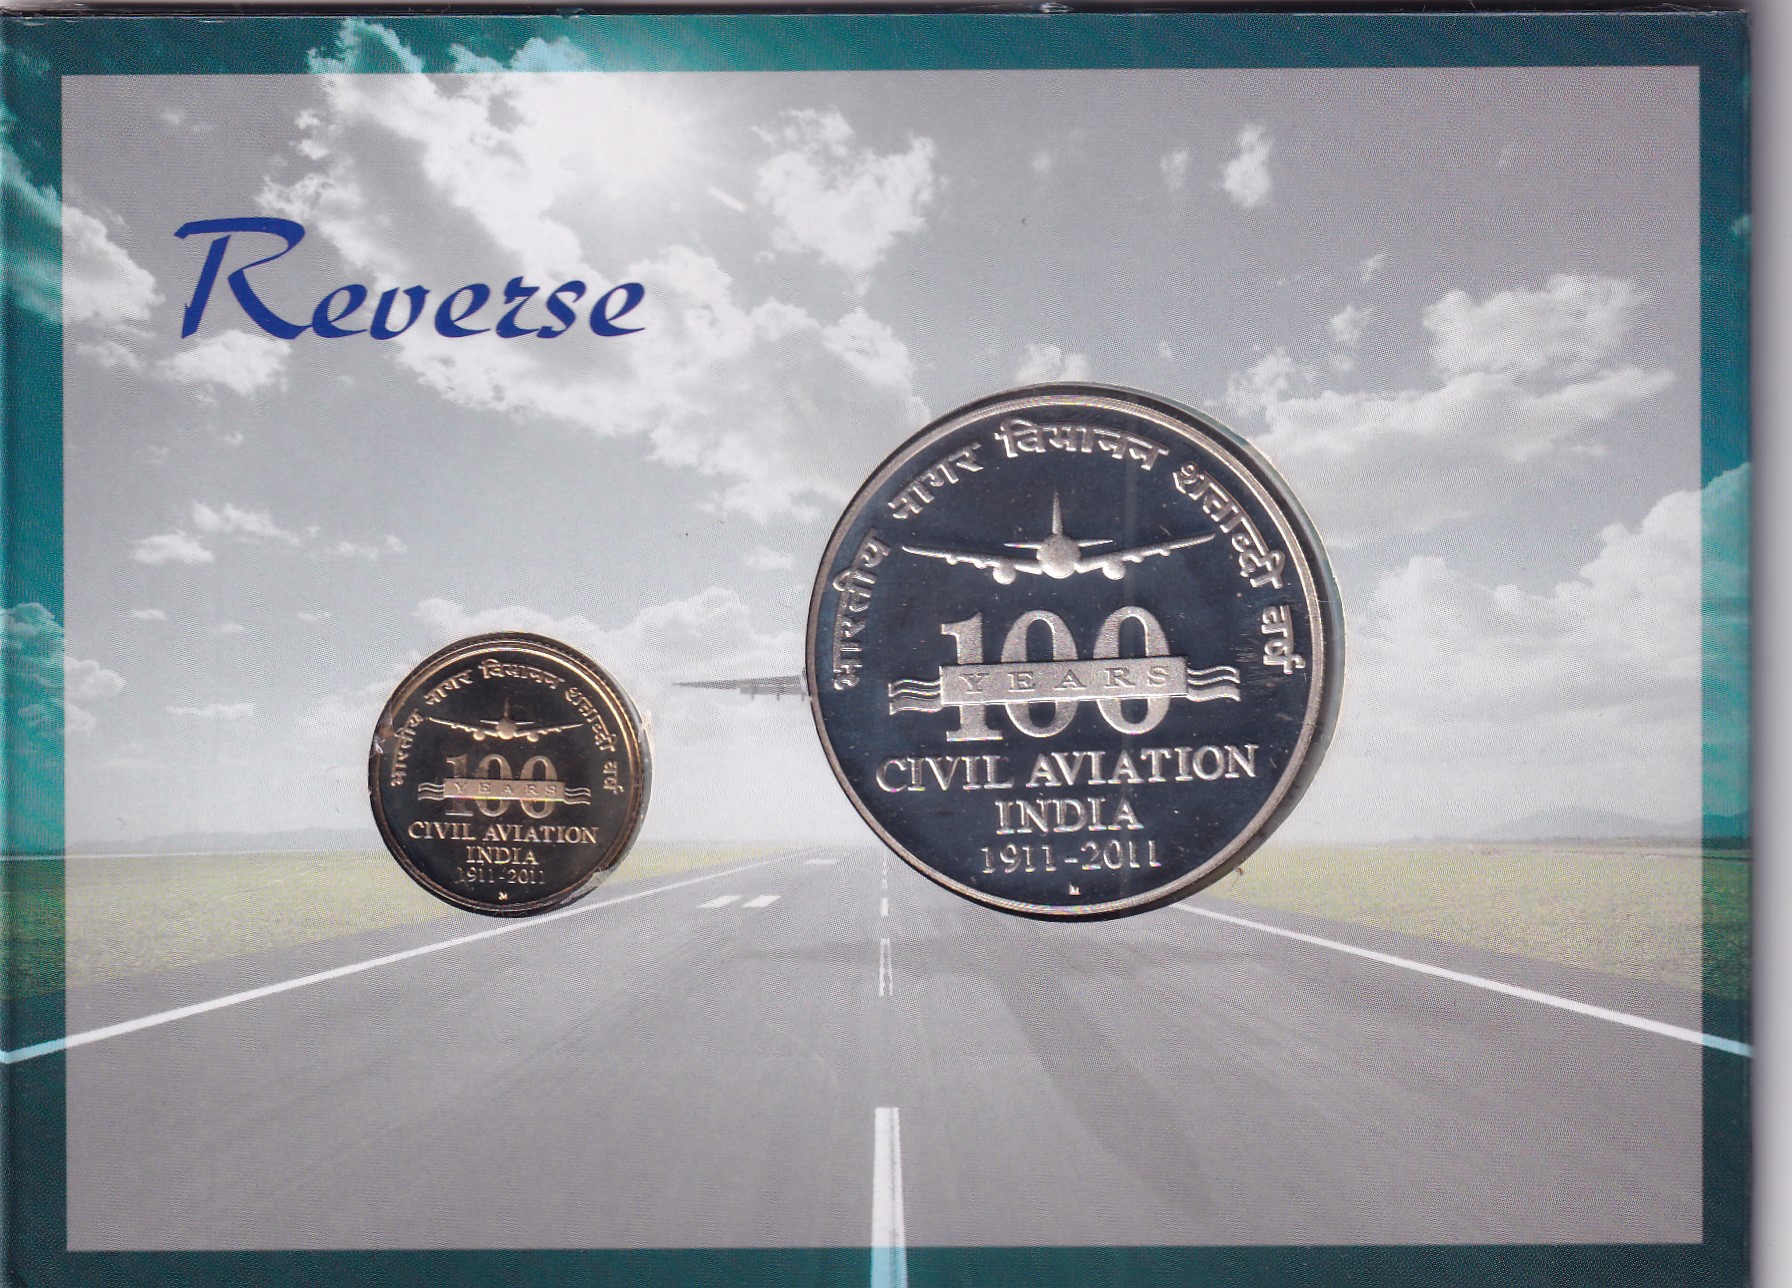 Reverse
भारतीय नागर विमानन शताब्दी वर्ष
100
YEARS
CIVIL AVIATION
INDIA
1911-2011
M
भारतीय नागर विमानन शताब्दी वर्ष
100
YEARS
CIVIL AVIATION
INDIA
1911-2011
M